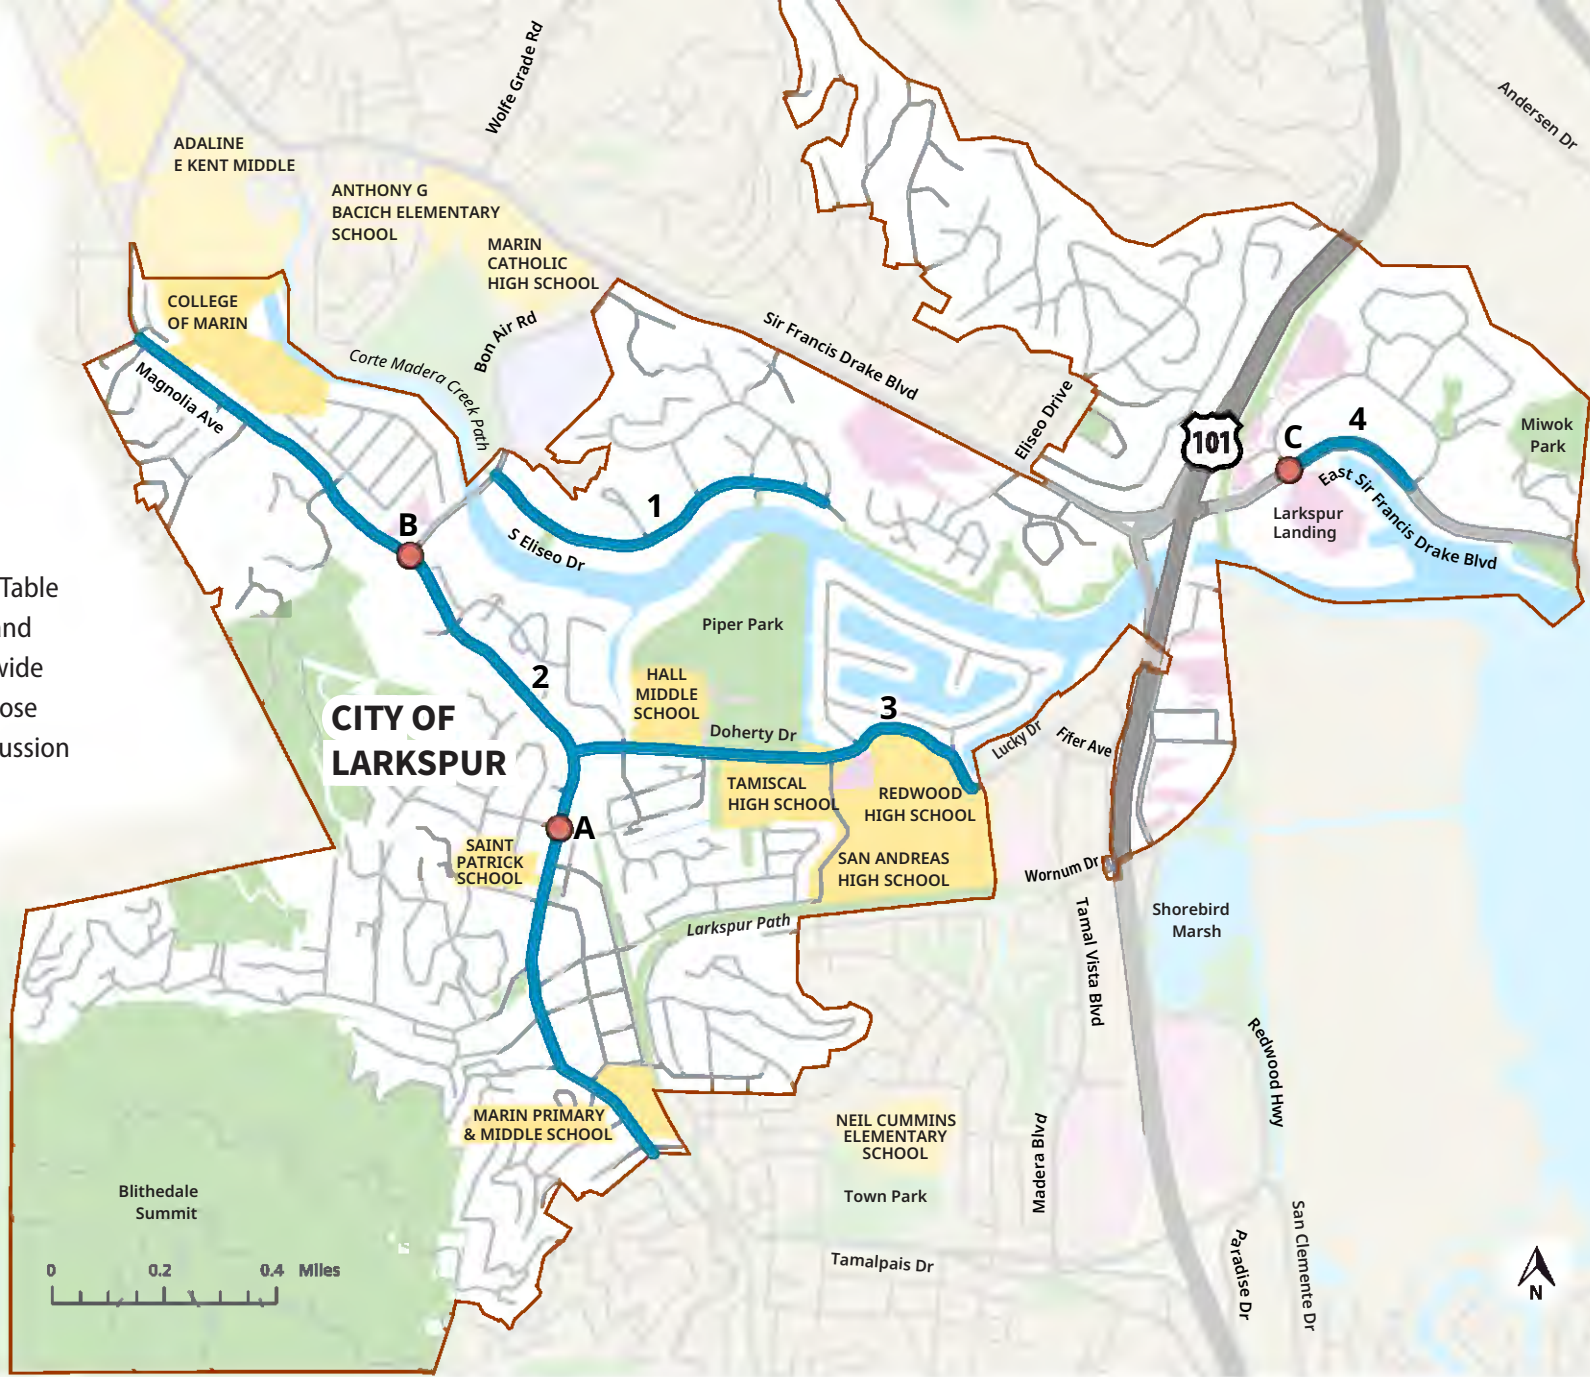 Wolfe Grade Rd
Andersen Dr
ADALINE
E KENT MIDDLE
ANTHONY G
BACICH ELEMENTARY
SCHOOL
MARIN
CATHOLIC
HIGH SCHOOL
COLLEGE
OF MARIN
Bon Air Rd
Corte Madera Creek Path
Magnolia Ave
Sir Francis Drake Blvd
Eliseo Drive
101
C
4
Miwok
Park
East Sir Francis Drake Blvd
Larkspur
Landing
1
B
S Eliseo Dr
Table
and
wide
ose
cussion
Piper Park
2
HALL
MIDDLE
SCHOOL
CITY OF
LARKSPUR
Doherty Dr
3
Lucky Dr
Fifer Ave
TAMISCAL
HIGH SCHOOL
REDWOOD
HIGH SCHOOL
A
SAINT
PATRICK
SCHOOL
SAN ANDREAS
HIGH SCHOOL
Wornum Dr
Larkspur Path
Shorebird
Marsh
Tamal Vista Blvd
Redwood Hwy
MARIN PRIMARY
& MIDDLE SCHOOL
NEIL CUMMINS
ELEMENTARY
SCHOOL
Madera Blvd
Town Park
Blithedale
Summit
Tamalpais Dr
Paradise Dr
San Clemente Dr
0 0.2 0.4 Miles
N